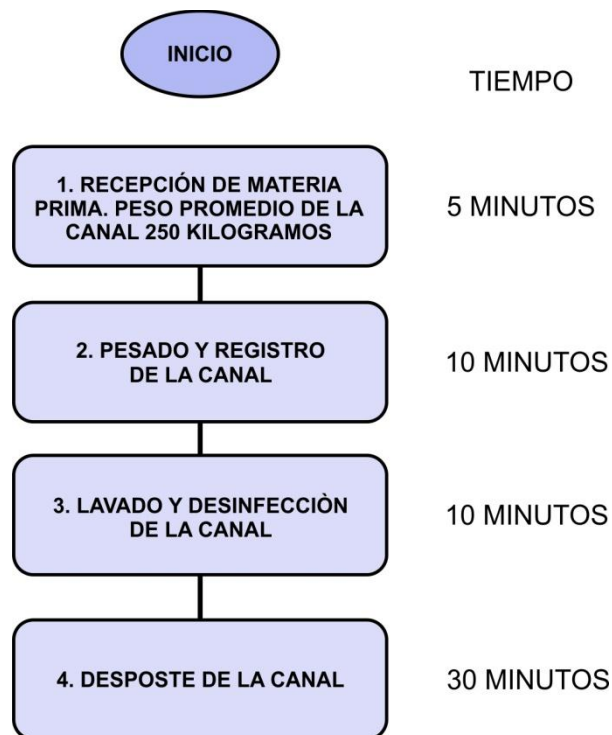 INICIO
TIEMPO
1. RECEPCIÓN DE MATERIA
PRIMA. PESO PROMEDIO DE LA
CANAL 250 KILOGRAMOS
5 MINUTOS
2. PESADO Y REGISTRO
DE LA CANAL
10 MINUTOS
3. LAVADO Y DESINFECCIÒN
DE LA CANAL
10 MINUTOS
4. DESPOSTE DE LA CANAL
30 MINUTOS